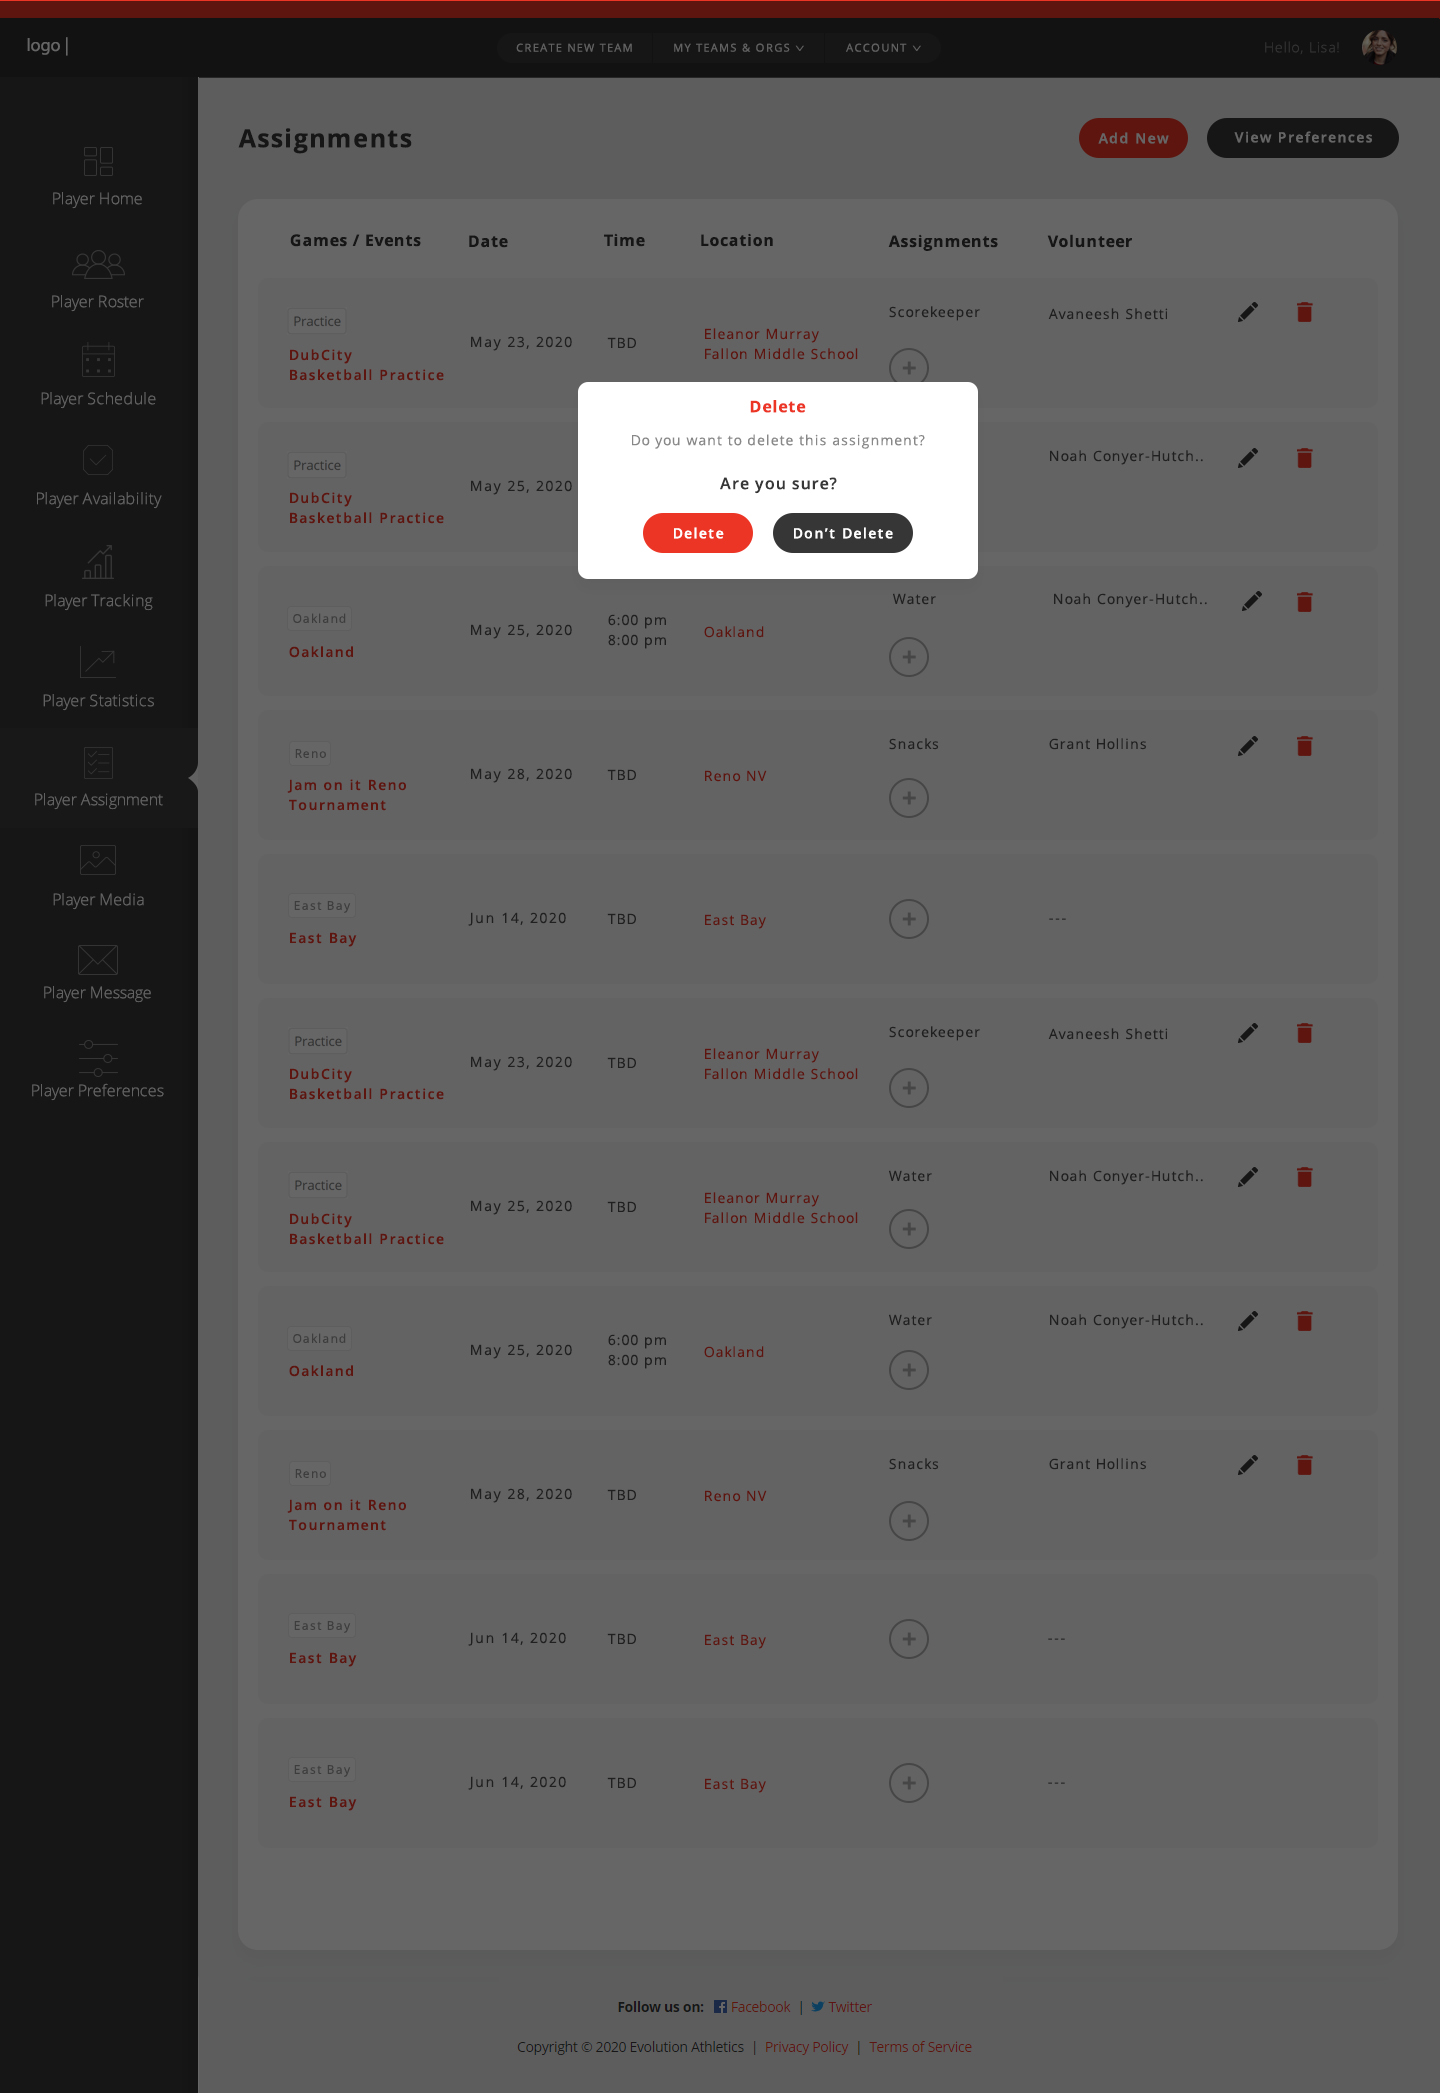 logo |
CREATE NEW TEAM
MY TEAMS & ORGS
ACCOUNT
Hello, Lisa!
Player Home
Player Roster
Player Schedule
Player Availability
Player Tracking
Player Statistics
Player Assignment
Player Media
Player Message
Player Preferences
Assignments
Add New
View Preferences
Games / Events
Date
Time
Location
Assignments
Volunteer
Practice
DubCity
Basketball Practice
May 23, 2020
TBD
Eleanor Murray
Fallon Middle School
Scorekeeper
Avaneesh Shetti
Practice
DubCity
Basketball Practice
May 25, 2020
Noah Conyer-Hutch..
Delete
Do you want to delete this assignment?
Are you sure?
Delete
Don't Delete
Oakland
Oakland
May 25, 2020
6:00 pm
8:00 pm
Oakland
Water
Noah Conyer-Hutch..
Reno
Jam on it Reno
Tournament
May 28, 2020
TBD
Reno NV
Snacks
Grant Hollins
East Bay
East Bay
Jun 14, 2020
TBD
East Bay
---
Practice
DubCity
Basketball Practice
May 23, 2020
TBD
Eleanor Murray
Fallon Middle School
Scorekeeper
Avaneesh Shetti
Practice
DubCity
Basketball Practice
May 25, 2020
TBD
Eleanor Murray
Fallon Middle School
Water
Noah Conyer-Hutch..
Oakland
Oakland
May 25, 2020
6:00 pm
8:00 pm
Oakland
Water
Noah Conyer-Hutch..
Reno
Jam on it Reno
Tournament
May 28, 2020
TBD
Reno NV
Snacks
Grant Hollins
East Bay
East Bay
Jun 14, 2020
TBD
East Bay
---
East Bay
East Bay
Jun 14, 2020
TBD
East Bay
---
Follow us on: Facebook | Twitter
Copyright © 2020 Evolution Athletics | Privacy Policy | Terms of Service